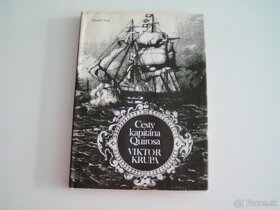 Cesty
kapitána
Quirosa
VIKTOR
KRUPA
bazos.sk